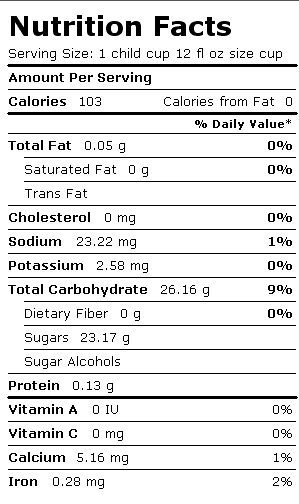 Nutrition Facts
Serving Size: 1 child cup 12 fl oz size cup
Amount Per Serving
Calories 103 Calories from Fat 0
% Daily Value*
Total Fat 0.05 g 0%
Saturated Fat 0 g 0%
Trans Fat
Cholesterol 0 mg 0%
Sodium 23.22 mg 1%
Potassium 2.58 mg 0%
Total Carbohydrate 26.16 g 9%
Dietary Fiber 0 g 0%
Sugars 23.17 g
Sugar Alcohols
Protein 0.13 g
Vitamin A 0 IU 0%
Vitamin C 0 mg 0%
Calcium 5.16 mg 1%
Iron 0.28 mg 2%